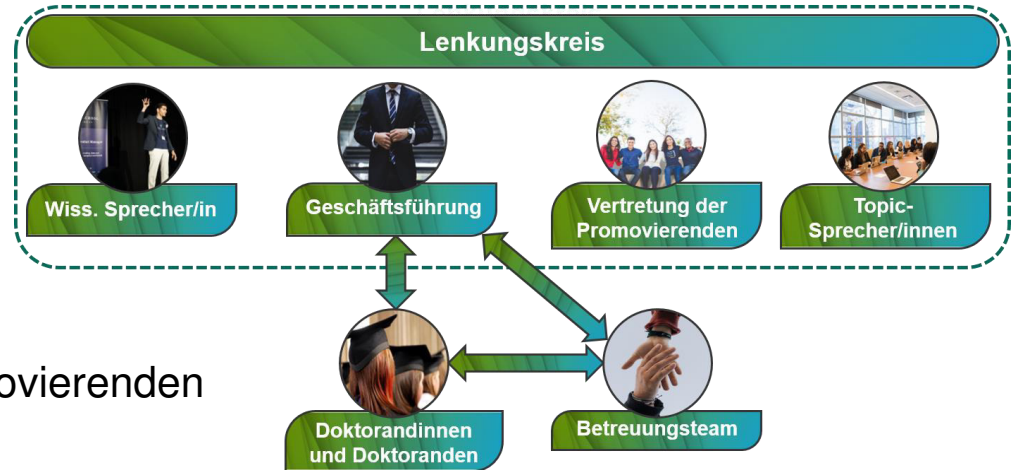 Lenkungskreis
Wiss. Sprecher/in
Geschäftsführung
Vertretung der
Promovierenden
Topic-
Sprecher/innen
ovierenden
Doktorandinnen
und Doktoranden
Betreuungsteam